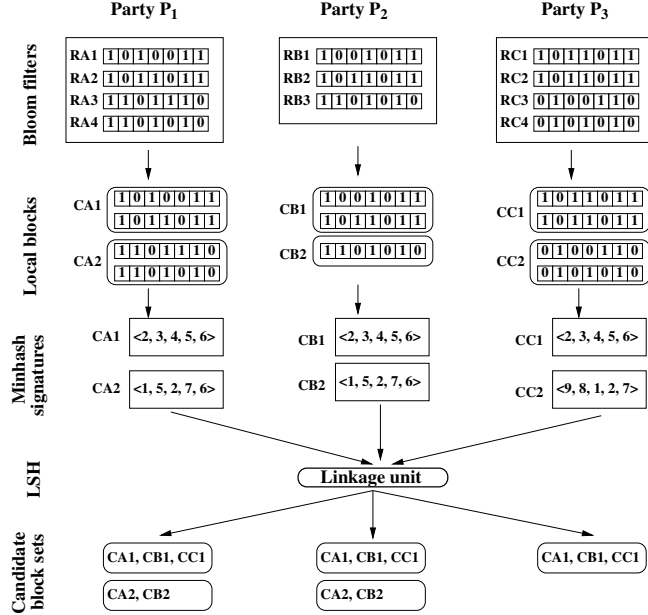 Party P1 Party P2 Party P3
Bloom filters
RA1 1 0 1 0 0 1 1
RA2 1 0 1 1 0 1 1
RA3 1 1 0 1 1 1 0
RA4 1 1 0 1 0 1 0
RB1 1 0 0 1 0 1 1
RB2 1 0 1 1 0 1 1
RB3 1 1 0 1 0 1 0
RC1 1 0 1 1 0 1 1
RC2 1 0 1 1 0 1 1
RC3 0 1 0 0 1 1 0
RC4 0 1 0 1 0 1 0
Local blocks
CA1 1 0 1 0 0 1 1
1 0 1 1 0 1 1
CA2 1 1 0 1 1 1 0
1 1 0 1 0 1 0
CB1 1 0 0 1 0 1 1
1 0 1 1 0 1 1
CB2 1 1 0 1 0 1 0
CC1 1 0 1 1 0 1 1
1 0 1 1 0 1 1
CC2 0 1 0 0 1 1 0
0 1 0 1 0 1 0
Minhash
signatures
CA1 <2, 3, 4, 5, 6>
CA2 <1, 5, 2, 7, 6>
CB1 <2, 3, 4, 5, 6>
CB2 <1, 5, 2, 7, 6>
CC1 <2, 3, 4, 5, 6>
CC2 <9, 8, 1, 2, 7>
LSH
Linkage unit
Candidate
block sets
CA1, CB1, CC1
CA2, CB2
CA1, CB1, CC1
CA2, CB2
CA1, CB1, CC1